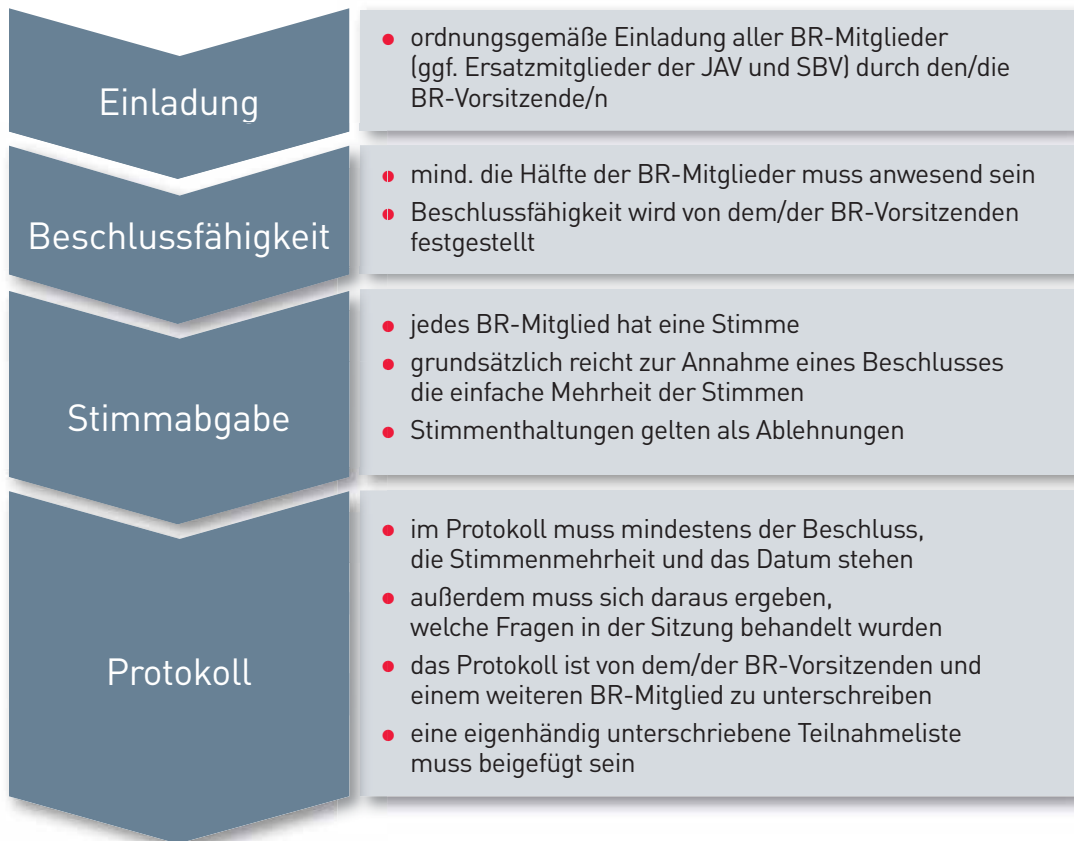 Einladung
• ordnungsgemäße Einladung aller BR-Mitglieder
(ggf. Ersatzmitglieder der JAV und SBV) durch den/die
BR-Vorsitzende/n
Beschlussfähigkeit
• mind. die Hälfte der BR-Mitglieder muss anwesend sein
• Beschlussfähigkeit wird von dem/der BR-Vorsitzenden
festgestellt
Stimmabgabe
• jedes BR-Mitglied hat eine Stimme
• grundsätzlich reicht zur Annahme eines Beschlusses
die einfache Mehrheit der Stimmen
• Stimmenthaltungen gelten als Ablehnungen
Protokoll
• im Protokoll muss mindestens der Beschluss,
die Stimmenmehrheit und das Datum stehen
• außerdem muss sich daraus ergeben,
welche Fragen in der Sitzung behandelt wurden
• das Protokoll ist von dem/der BR-Vorsitzenden und
einem weiteren BR-Mitglied zu unterschreiben
• eine eigenhändig unterschriebene Teilnahmeliste
muss beigefügt sein